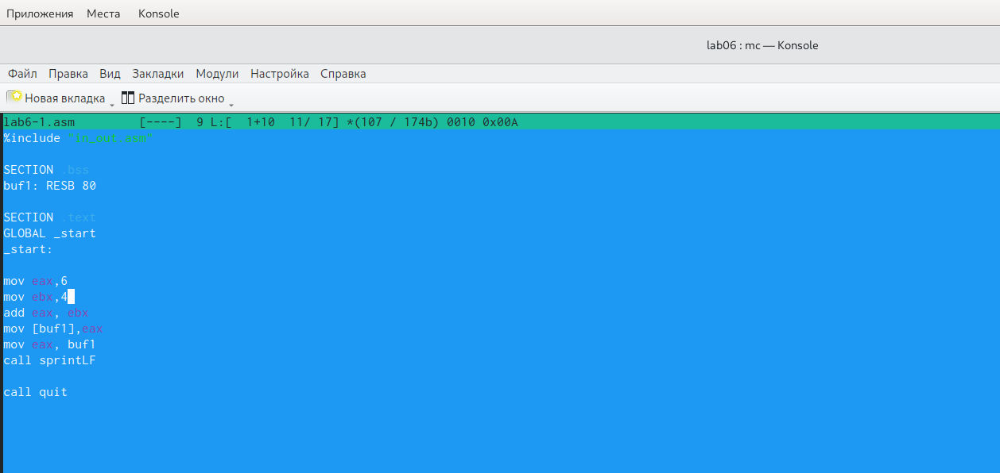 Приложения Места Konsole
lab06 : mc — Konsole
Файл Правка Вид Закладки Модули Настройка Справка
Новая вкладка Разделить окно
lab6-1.asm [----] 9 L:[ 1+10 11/ 17] *(107 / 174b) 0010 0x00A
%include "in_out.asm"
SECTION .bss
buf1: RESB 80
SECTION .text
GLOBAL _start
_start:
mov eax,6
mov ebx,4
add eax, ebx
mov [buf1],eax
mov eax, buf1
call sprintLF
call quit